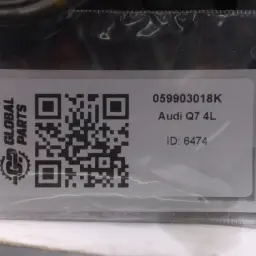 GLOBAL
PARTS
059903018K
Audi Q7 4L
ID: 6474